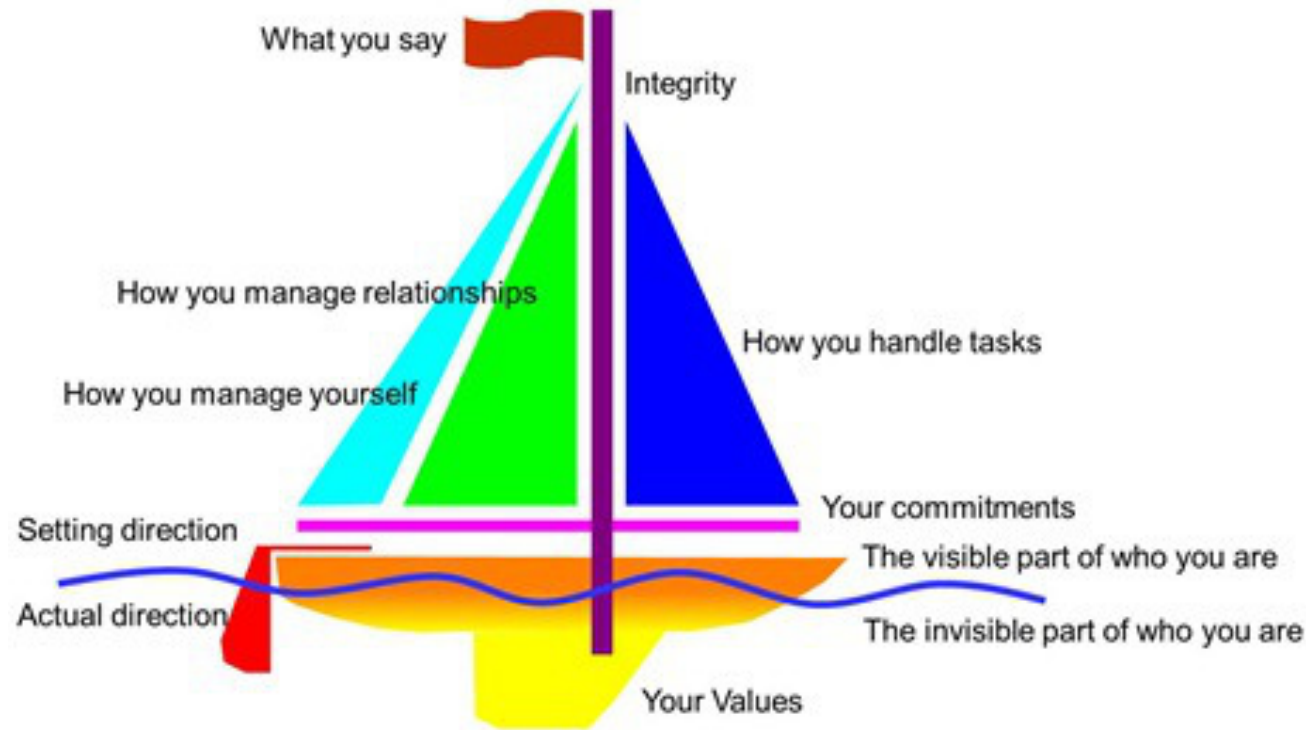 What you say
Integrity
How you manage relationships
How you handle tasks
How you manage yourself
Your commitments
Setting direction
The visible part of who you are
Actual direction
The invisible part of who you are
Your Values